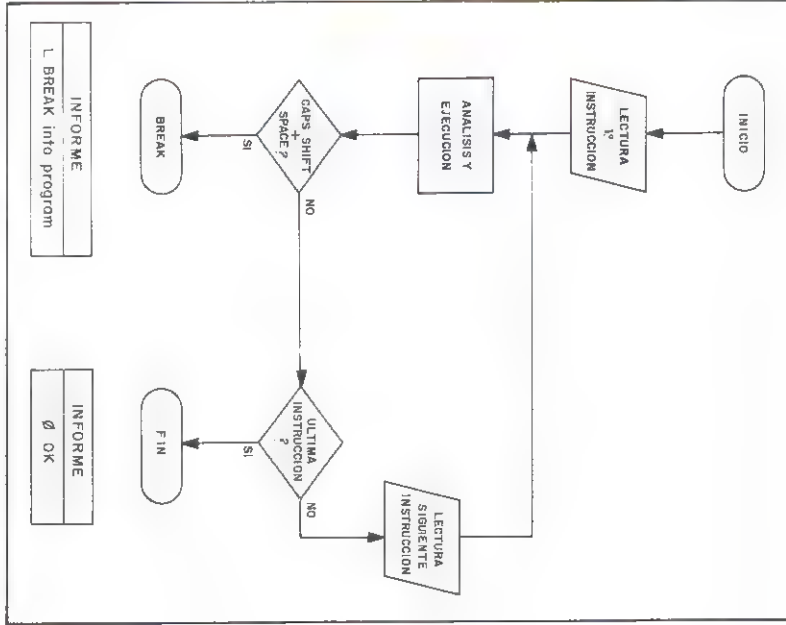 INICIO
LECTURA
1.ª
INSTRUCCION
ANALISIS Y
EJECUCION
CAPS SHIFT
+
SPACE?
NO
SI
BREAK
INFORME
L BREAK into program
ULTIMA
INSTRUCCION
?
NO
SI
FIN
INFORME
Ø OK
LECTURA
SIGUIENTE
INSTRUCCION